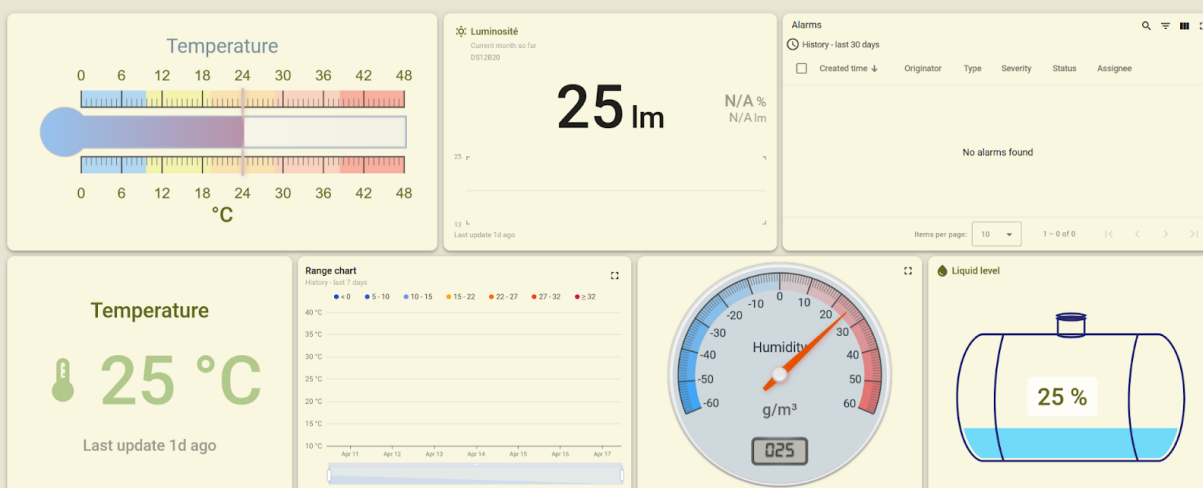 Temperature
0 6 12 18 24 30 36 42 48
0 6 12 18 24 30 36 42 48
°C
Luminosité
Current month so far
DS12B20
25 lm
N/A %
N/A lm
25
13
Last update 1d ago
Alarms
History - last 30 days
Created time Originator Type Severity Status Assignee
No alarms found
Items per page: 10 1 – 0 of 0
Temperature
25 °C
Last update 1d ago
Range chart
History - last 7 days
< 0 5 - 10 10 - 15 15 - 22 22 - 27 27 - 32 ≥ 32
40 °C
35 °C
30 °C
25 °C
20 °C
15 °C
10 °C
Apr 11 Apr 12 Apr 13 Apr 14 Apr 15 Apr 16 Apr 17
-60 -50 -40 -30 -20 -10 0 10 20 30 40 50 60
Humidity
g/m³
025
Liquid level
25 %